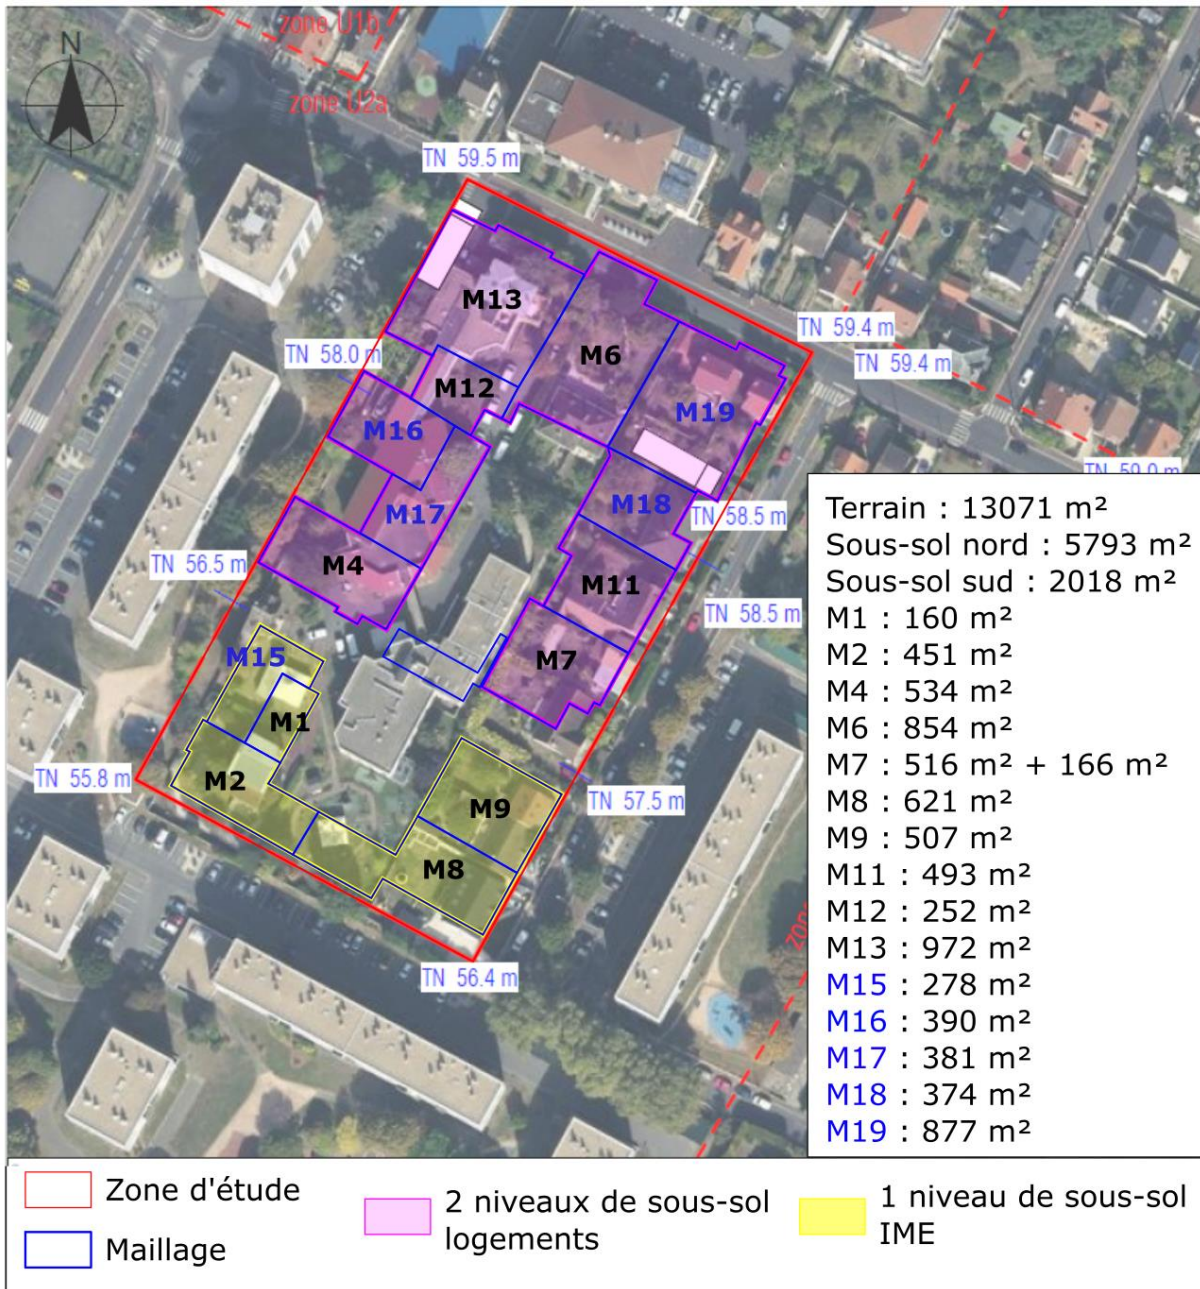 zone U1b
N
zone U2a
TN 59.5 m
TN 59.4 m
TN 58.0 m
TN 59.4 m
M13
M6
M12
M19
M16
TN 59.0 m
M18
M17
TN 58.5 m
TN 56.5 m
M4
M11
TN 58.5 m
M15
M7
M1
TN 55.8 m
M2
TN 57.5 m
M9
M8
TN 56.4 m
Terrain : 13071 m²
Sous-sol nord : 5793 m²
Sous-sol sud : 2018 m²
M1 : 160 m²
M2 : 451 m²
M4 : 534 m²
M6 : 854 m²
M7 : 516 m² + 166 m²
M8 : 621 m²
M9 : 507 m²
M11 : 493 m²
M12 : 252 m²
M13 : 972 m²
M15 : 278 m²
M16 : 390 m²
M17 : 381 m²
M18 : 374 m²
M19 : 877 m²
Zone d'étude
Maillage
2 niveaux de sous-sol
logements
1 niveau de sous-sol
IME